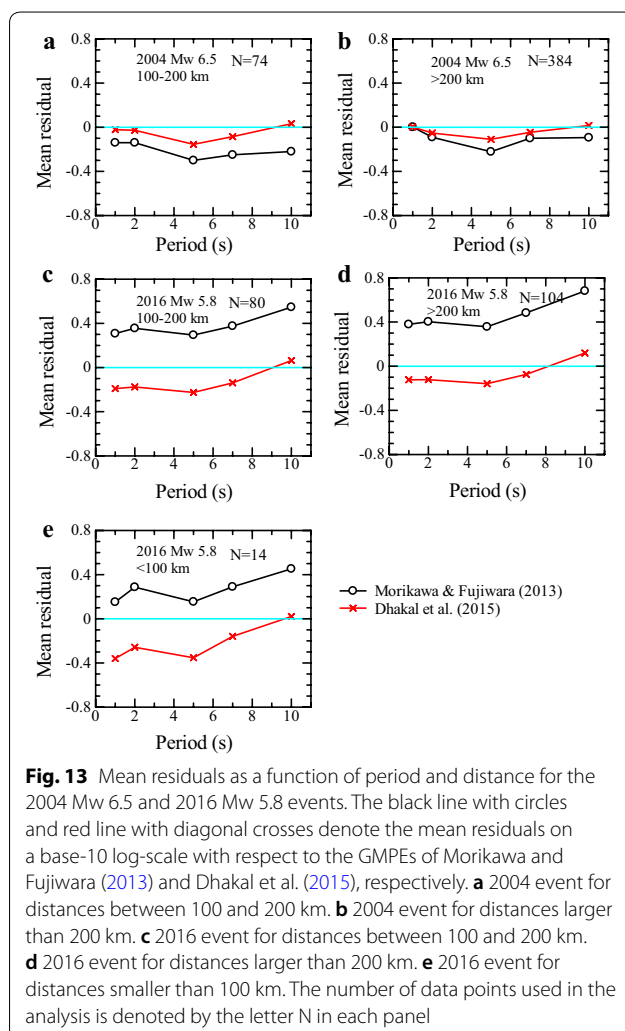 a
b
0.8
0.4
0
-0.4
-0.8
Mean residual
2004 Mw 6.5
100-200 km
N=74
0 2 4 6 8 10
Period (s)
0.8
0.4
0
-0.4
-0.8
Mean residual
2004 Mw 6.5
>200 km
N=384
0 2 4 6 8 10
Period (s)
c
d
0.8
0.4
0
-0.4
-0.8
Mean residual
2016 Mw 5.8
100-200 km
N=80
0 2 4 6 8 10
Period (s)
0.8
0.4
0
-0.4
-0.8
Mean residual
2016 Mw 5.8
>200 km
N=104
0 2 4 6 8 10
Period (s)
e
0.8
0.4
0
-0.4
-0.8
Mean residual
2016 Mw 5.8
<100 km
N=14
0 2 4 6 8 10
Period (s)
Morikawa & Fujiwara (2013)
Dhakal et al. (2015)
Fig. 13 Mean residuals as a function of period and distance for the
2004 Mw 6.5 and 2016 Mw 5.8 events. The black line with circles
and red line with diagonal crosses denote the mean residuals on
a base-10 log-scale with respect to the GMPEs of Morikawa and
Fujiwara (2013) and Dhakal et al. (2015), respectively. a 2004 event for
distances between 100 and 200 km. b 2004 event for distances larger
than 200 km. c 2016 event for distances between 100 and 200 km.
d 2016 event for distances larger than 200 km. e 2016 event for
distances smaller than 100 km. The number of data points used in the
analysis is denoted by the letter N in each panel